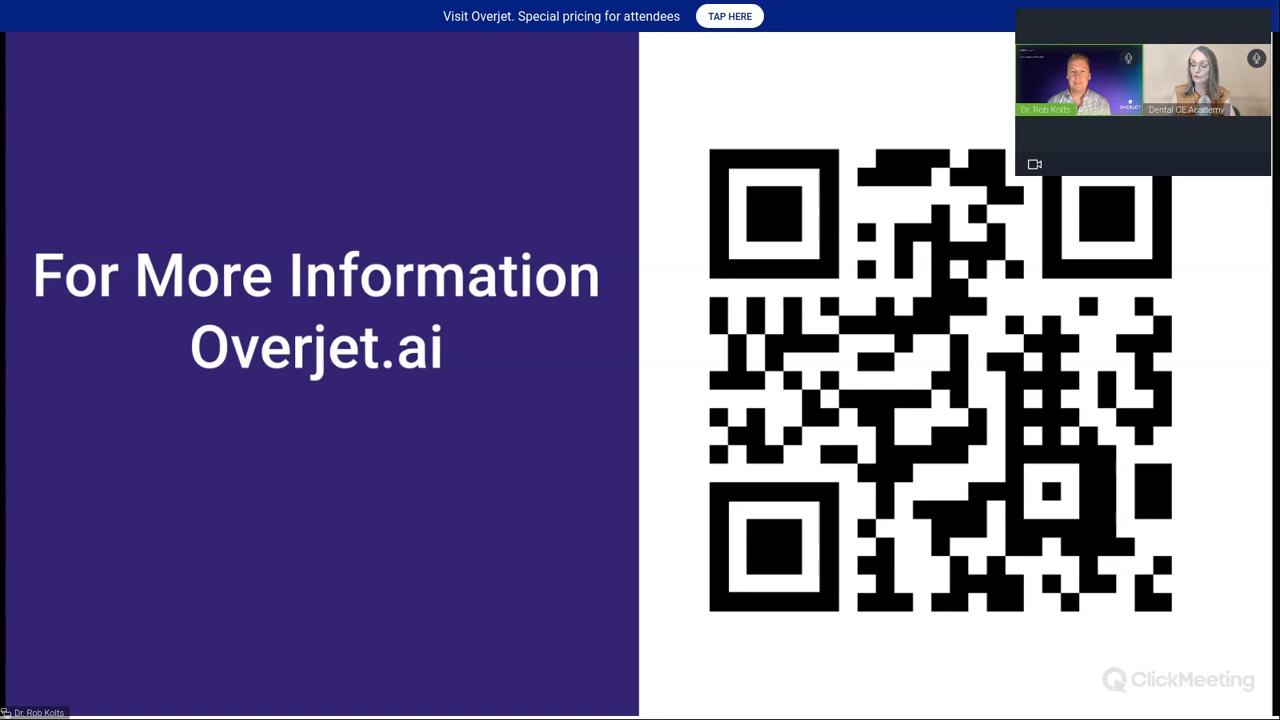 Visit Overjet. Special pricing for attendees TAP HERE
Dr. Rob Kolts
OVERJET
Dental CE Academy
For More Information
Overjet.ai
ClickMeeting
Dr. Rob Kolts